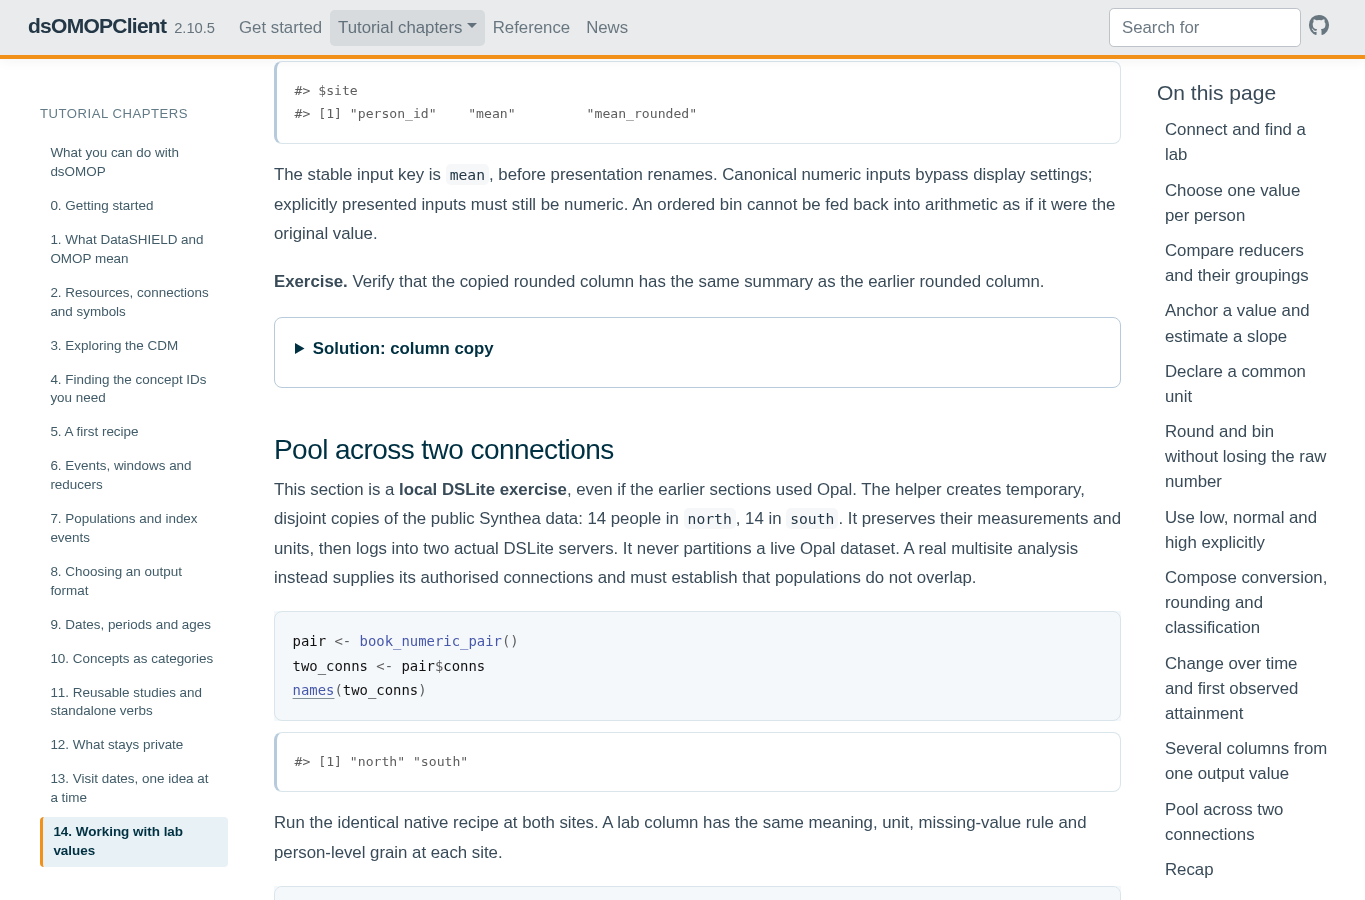 dsOMOPClient 2.10.5 Get started Tutorial chapters Reference News Search for
TUTORIAL CHAPTERS
What you can do with
dsOMOP
0. Getting started
1. What DataSHIELD and
OMOP mean
2. Resources, connections
and symbols
3. Exploring the CDM
4. Finding the concept IDs
you need
5. A first recipe
6. Events, windows and
reducers
7. Populations and index
events
8. Choosing an output
format
9. Dates, periods and ages
10. Concepts as categories
11. Reusable studies and
standalone verbs
12. What stays private
13. Visit dates, one idea at
a time
14. Working with lab
values
#> $site
#> [1] "person_id"    "mean"         "mean_rounded"
The stable input key is mean, before presentation renames. Canonical numeric inputs bypass display settings;
explicitly presented inputs must still be numeric. An ordered bin cannot be fed back into arithmetic as if it were the
original value.
Exercise. Verify that the copied rounded column has the same summary as the earlier rounded column.
Solution: column copy
Pool across two connections
This section is a local DSLite exercise, even if the earlier sections used Opal. The helper creates temporary,
disjoint copies of the public Synthea data: 14 people in north, 14 in south. It preserves their measurements and
units, then logs into two actual DSLite servers. It never partitions a live Opal dataset. A real multisite analysis
instead supplies its authorised connections and must establish that populations do not overlap.
pair <- book_numeric_pair()
two_conns <- pair$conns
names(two_conns)
#> [1] "north" "south"
Run the identical native recipe at both sites. A lab column has the same meaning, unit, missing-value rule and
person-level grain at each site.
On this page
Connect and find a
lab
Choose one value
per person
Compare reducers
and their groupings
Anchor a value and
estimate a slope
Declare a common
unit
Round and bin
without losing the raw
number
Use low, normal and
high explicitly
Compose conversion,
rounding and
classification
Change over time
and first observed
attainment
Several columns from
one output value
Pool across two
connections
Recap